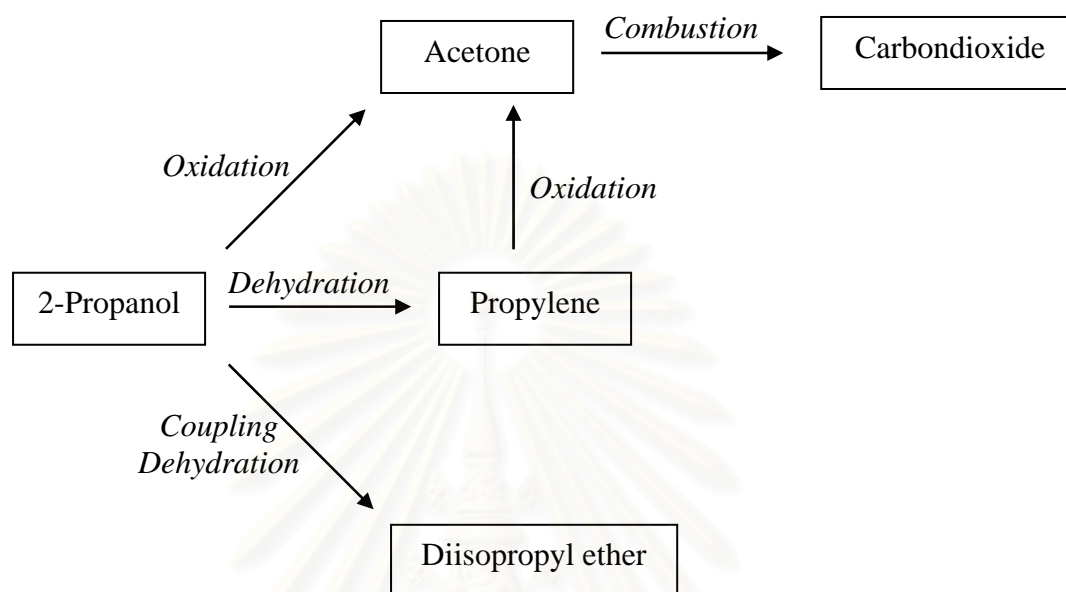 Combustion
Acetone
Carbondioxide
Oxidation
Oxidation
Dehydration
2-Propanol
Propylene
Coupling
Dehydration
Diisopropyl ether